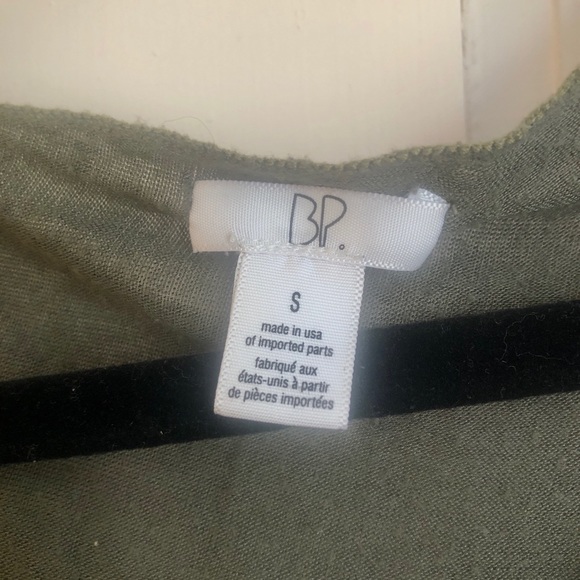 BP.
S
made in usa
of imported parts
fabriqué aux
états-unis à partir
de pièces importées